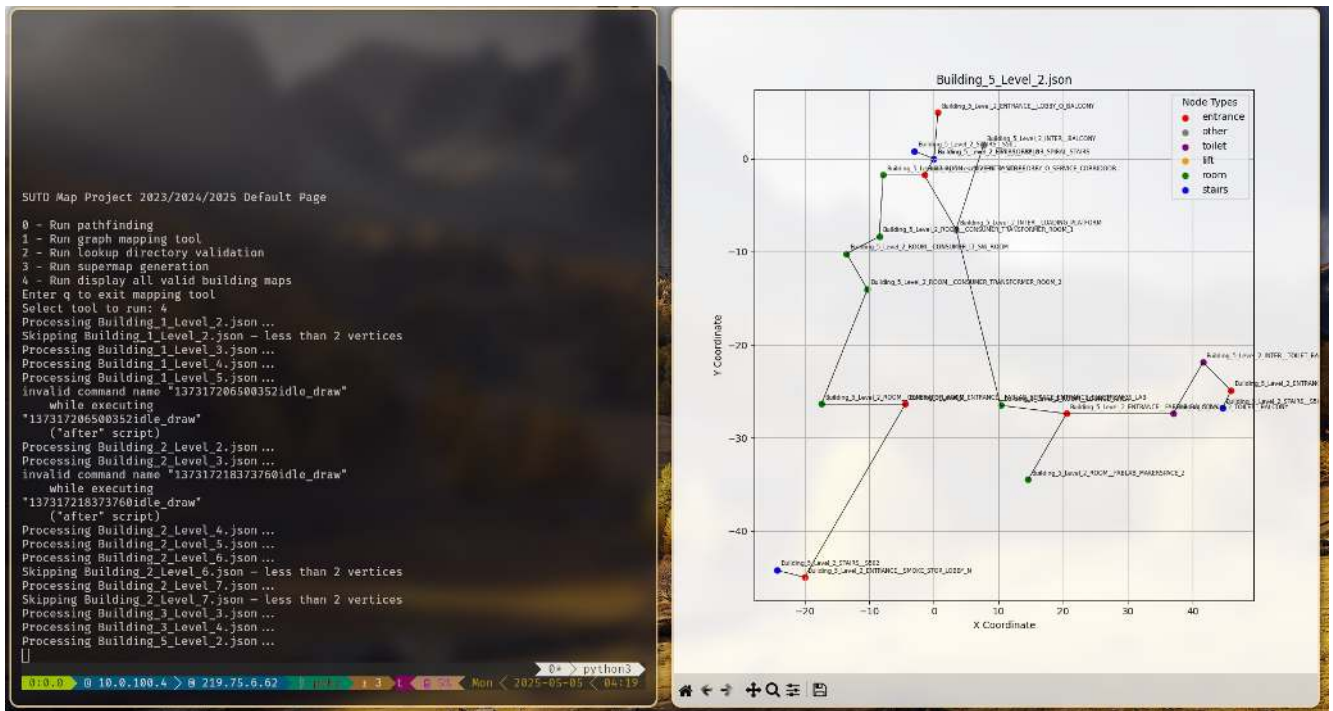 SUTD Map Project 2023/2024/2025 Default Page
0 - Run pathfinding
1 - Run graph mapping tool
2 - Run lookup directory validation
3 - Run supermap generation
4 - Run display all valid building maps
Enter q to exit mapping tool
Select tool to run: 4
Processing Building_1_Level_2.json...
Skipping Building_1_Level_2.json – less than 2 vertices
Processing Building_1_Level_3.json...
Processing Building_1_Level_4.json...
Processing Building_1_Level_5.json...
invalid command name "137317206500352idle_draw"
while executing
"137317206500352idle_draw"
("after" script)
Processing Building_2_Level_2.json...
Processing Building_2_Level_3.json...
invalid command name "137317218373760idle_draw"
while executing
"137317218373760idle_draw"
("after" script)
Processing Building_2_Level_4.json...
Processing Building_2_Level_5.json...
Processing Building_2_Level_6.json...
Skipping Building_2_Level_6.json – less than 2 vertices
Processing Building_2_Level_7.json...
Skipping Building_2_Level_7.json – less than 2 vertices
Processing Building_3_Level_3.json...
Processing Building_3_Level_4.json...
Processing Building_5_Level_2.json...
0* python3
0:0.0 @ 10.0.100.4 @ 219.75.6.62 Mon 2025-05-05 04:19
Building_5_Level_2.json
Node Types
entrance
other
toilet
lift
room
stairs
Building_5_Level_2_ENTRANCE__LOBBY_O_BALCONY
Building_5_Level_2_INTER__BALCONY
Building_5_Level_2_INTER__LOADING_PLATFORM
Building_5_Level_2_ROOM__CONSUMER_TRANSFORMER_ROOM_1
Building_5_Level_2_ROOM__CONSUMER_LT_SW_ROOM
Building_5_Level_2_ROOM__CONSUMER_TRANSFORMER_ROOM_2
Building_5_Level_2_ROOM__FABLAB_MAKERSPACE_2
Building_5_Level_2_ENTRANCE__SMOKE_STOP_LOBBY_N
Y Coordinate
0
−10
−20
−30
−40
−20
−10
0
10
20
30
40
X Coordinate